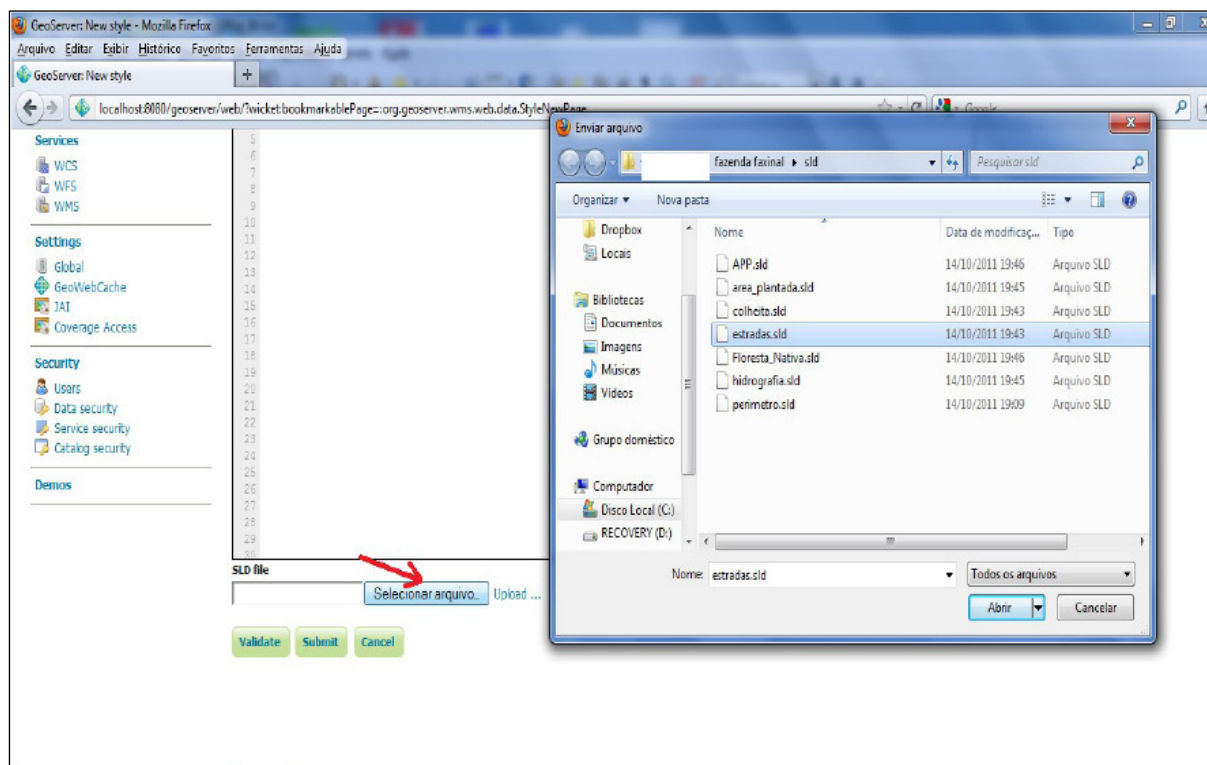 GeoServer: New style - Mozilla Firefox
Arquivo Editar Exibir Histórico Favoritos Ferramentas Ajuda
GeoServer: New style
localhost:8080/geoserver/web/?wicket:bookmarkablePage=:org.geoserver.wms.web.data.StyleNewPage
Google
Services
WCS
WFS
WMS
Settings
Global
GeoWebCache
JAI
Coverage Access
Security
Users
Data security
Service security
Catalog security
Demos
5
6
7
8
9
10
11
12
13
14
15
16
17
18
19
20
21
22
23
24
25
26
27
28
29
30
SLD file
Selecionar arquivo... Upload ...
Validate Submit Cancel
Enviar arquivo
fazenda faxinal sld
Pesquisar sld
Organizar Nova pasta
Dropbox
Locais
Bibliotecas
Documentos
Imagens
Músicas
Vídeos
Grupo doméstico
Computador
Disco Local (C:)
RECOVERY (D:)
Nome Data de modificaç... Tipo
APP.sld 14/10/2011 19:46 Arquivo SLD
area_plantada.sld 14/10/2011 19:45 Arquivo SLD
colheita.sld 14/10/2011 19:43 Arquivo SLD
estradas.sld 14/10/2011 19:43 Arquivo SLD
Floresta_Nativa.sld 14/10/2011 19:46 Arquivo SLD
hidrografia.sld 14/10/2011 19:45 Arquivo SLD
perimetro.sld 14/10/2011 19:09 Arquivo SLD
Nome: estradas.sld Todos os arquivos
Abrir Cancelar